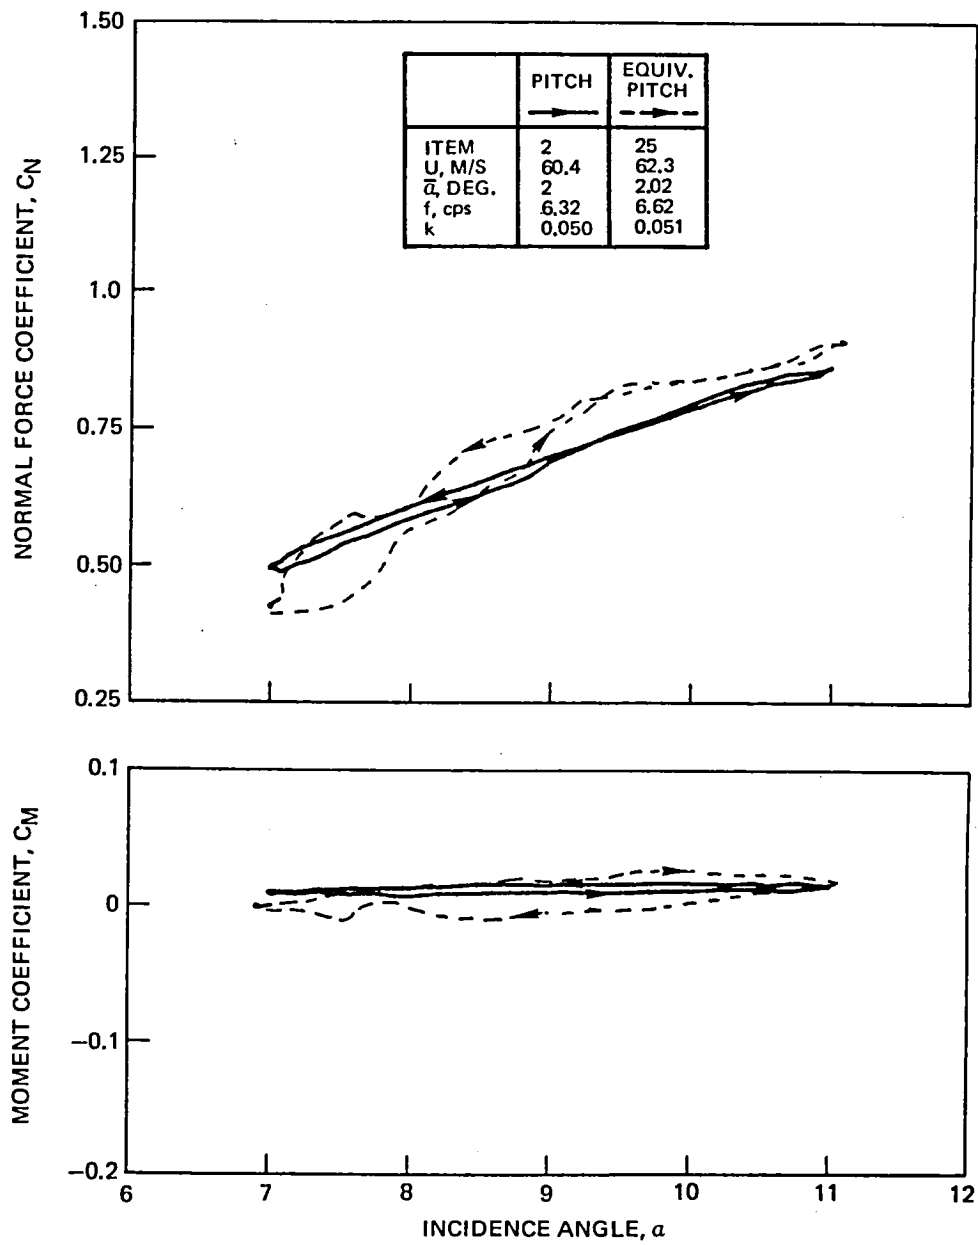 1.50
1.25
1.0
0.75
0.50
0.25
NORMAL FORCE COEFFICIENT, CN
PITCH
EQUIV.
PITCH
ITEM 2 25
U, M/S 60.4 62.3
ᾱ, DEG. 2 2.02
f, cps 6.32 6.62
k 0.050 0.051
0.1
0
−0.1
−0.2
MOMENT COEFFICIENT, CM
6 7 8 9 10 11 12
INCIDENCE ANGLE, α